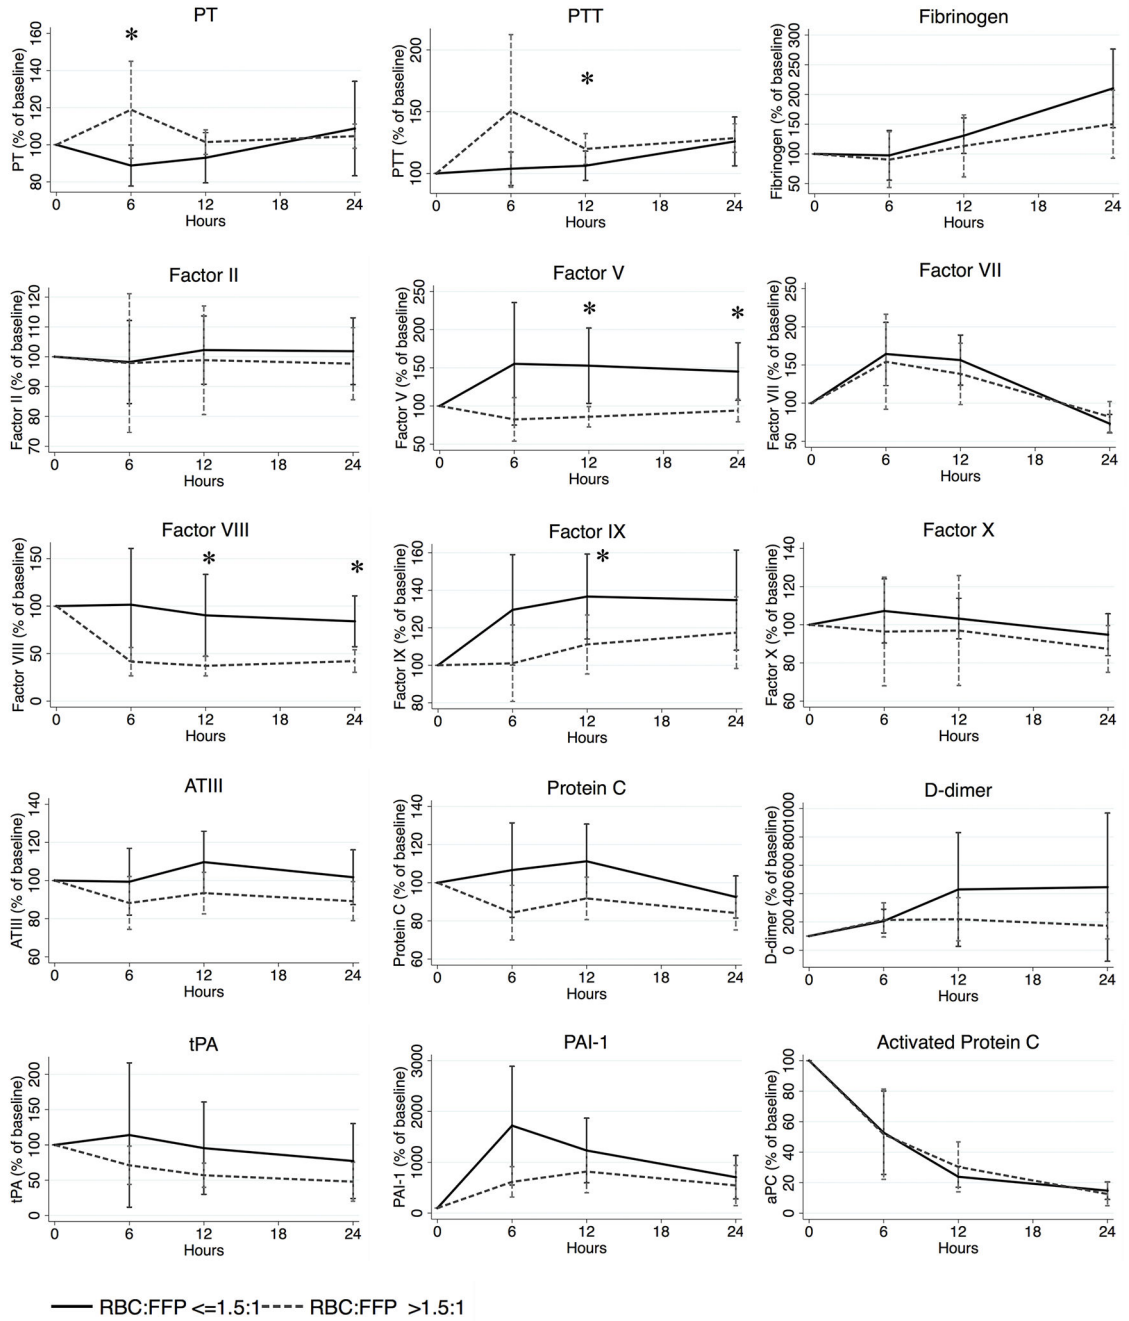 PT
PT (% of baseline)
80 100 120 140 160
*
0 6 12 18 24
Hours
PTT
PTT (% of baseline)
100 150 200
*
0 6 12 18 24
Hours
Fibrinogen
Fibrinogen (% of baseline)
50 100 150 200 250 300
0 6 12 18 24
Hours
Factor II
Factor II (% of baseline)
70 80 90 100 110 120
0 6 12 18 24
Hours
Factor V
Factor V (% of baseline)
50 100 150 200 250
* *
0 6 12 18 24
Hours
Factor VII
Factor VII (% of baseline)
50 100 150 200 250
0 6 12 18 24
Hours
Factor VIII
Factor VIII (% of baseline)
0 50 100 150
* *
0 6 12 18 24
Hours
Factor IX
Factor IX (% of baseline)
80 100 120 140 160
*
0 6 12 18 24
Hours
Factor X
Factor X (% of baseline)
60 80 100 120 140
0 6 12 18 24
Hours
ATIII
ATIII (% of baseline)
60 80 100 120 140
0 6 12 18 24
Hours
Protein C
Protein C (% of baseline)
60 80 100 120 140
0 6 12 18 24
Hours
D-dimer
D-dimer (% of baseline)
0 200 400 600 800 1000
0 6 12 18 24
Hours
tPA
tPA (% of baseline)
0 50 100 150 200
0 6 12 18 24
Hours
PAI-1
PAI-1 (% of baseline)
0 1000 2000 3000
0 6 12 18 24
Hours
Activated Protein C
aPC (% of baseline)
0 20 40 60 80 100
0 6 12 18 24
Hours
RBC:FFP <=1.5:1 RBC:FFP >1.5:1